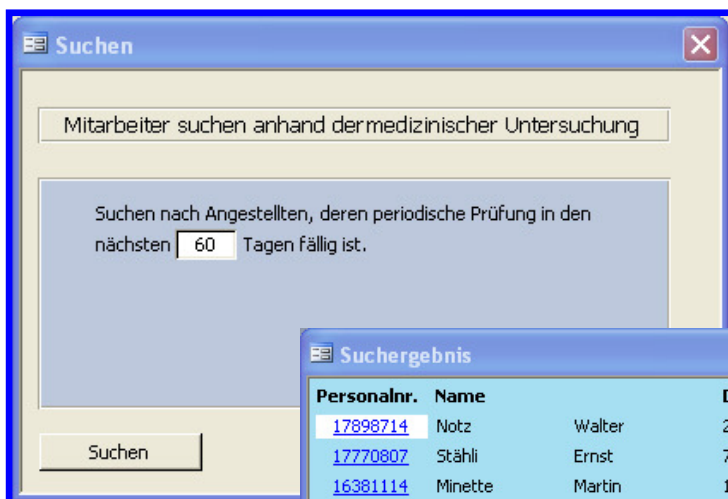 Suchen
Mitarbeiter suchen anhand dermedizinischer Untersuchung
Suchen nach Angestellten, deren periodische Prüfung in den
nächsten 60 Tagen fällig ist.
Suchen
Suchergebnis
Personalnr. Name
17898714 Notz Walter
17770807 Stähli Ernst
16381114 Minette Martin